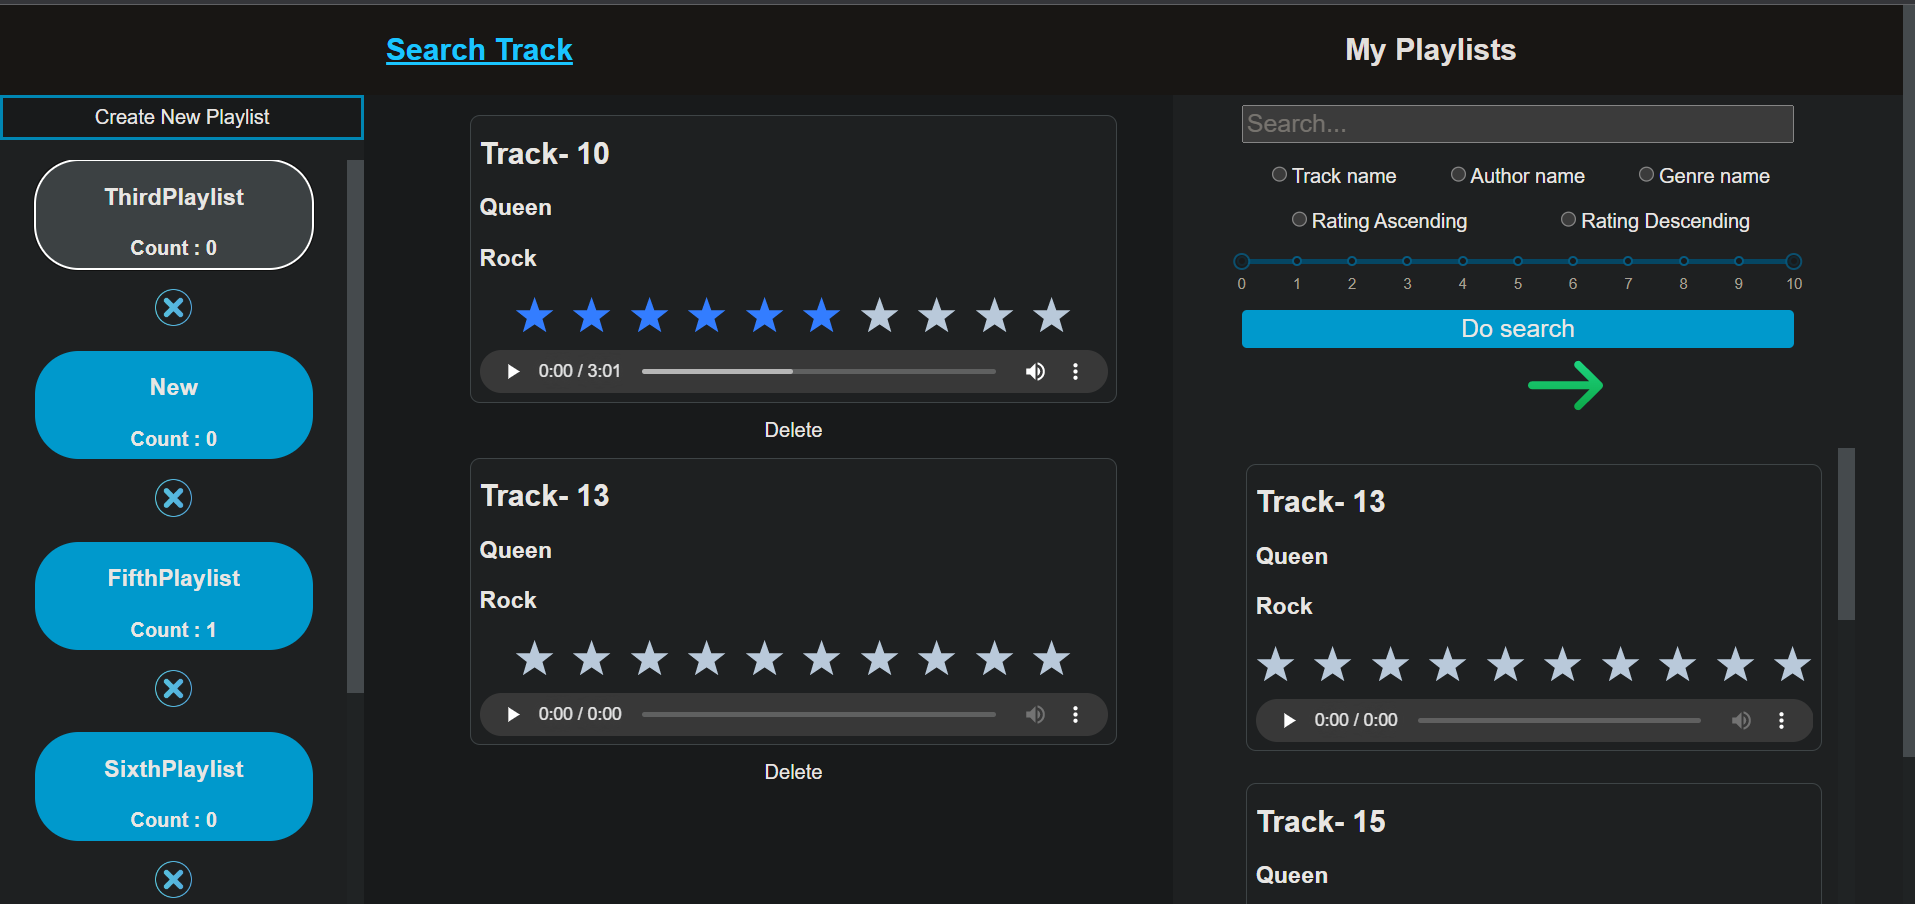 Search Track
My Playlists
Create New Playlist
ThirdPlaylist
Count : 0
New
Count : 0
FifthPlaylist
Count : 1
SixthPlaylist
Count : 0
Track- 10
Queen
Rock
0:00 / 3:01
Delete
Track- 13
Queen
Rock
0:00 / 0:00
Delete
Search...
Track name Author name Genre name
Rating Ascending Rating Descending
0 1 2 3 4 5 6 7 8 9 10
Do search
Track- 13
Queen
Rock
0:00 / 0:00
Track- 15
Queen